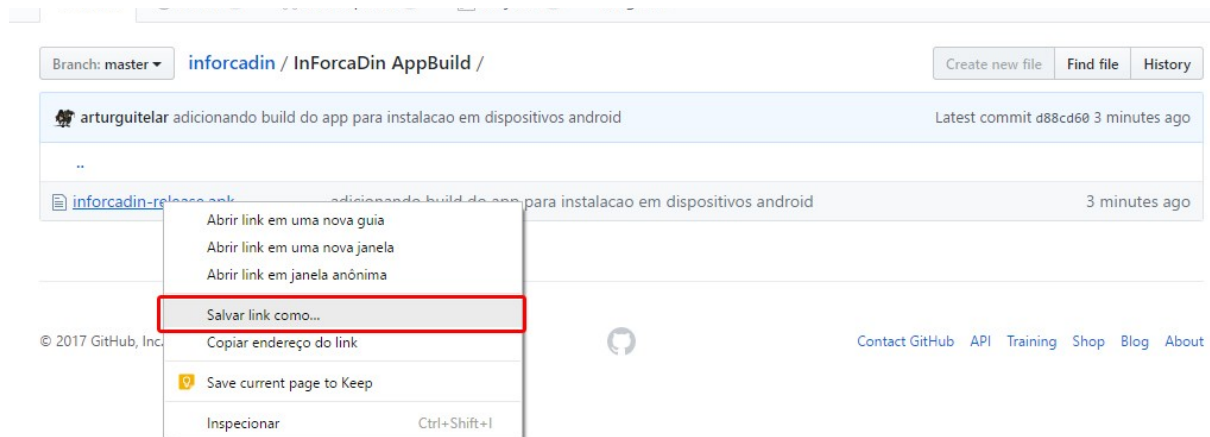 Branch: master inforcadin / InForcaDin AppBuild / Create new file Find file History
arturguitelar adicionando build do app para instalacao em dispositivos android Latest commit d88cd60 3 minutes ago
..
inforcadin-release.apk adicionando build do app para instalacao em dispositivos android 3 minutes ago
Abrir link em uma nova guia
Abrir link em uma nova janela
Abrir link em janela anônima
Salvar link como...
© 2017 GitHub, Inc. Contact GitHub API Training Shop Blog About
Copiar endereço do link
Save current page to Keep
Inspecionar Ctrl+Shift+I